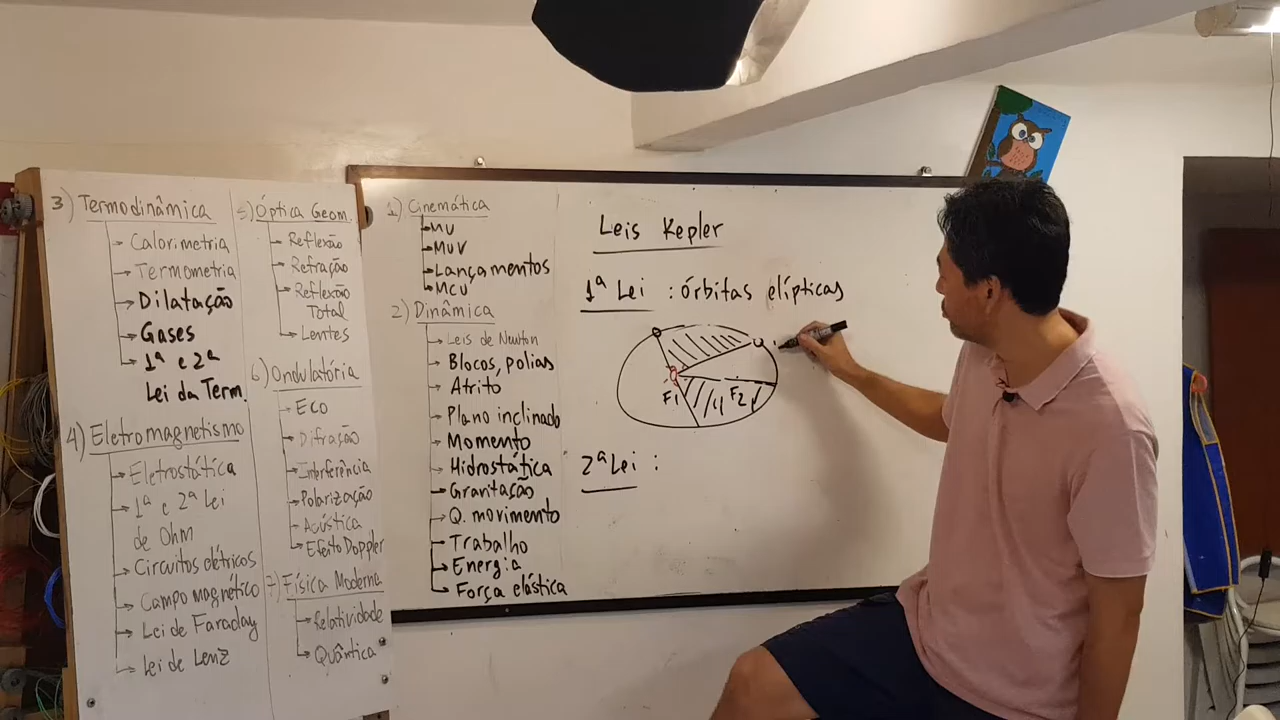 3) Termodinâmica
Calorimetria
Termometria
Dilatação
Gases
1ª e 2ª
Lei da Term.
4) Eletromagnetismo
Eletrostática
1ª e 2ª Lei
de Ohm
Circuitos elétricos
Campo magnético
Lei de Faraday
Lei de Lenz
5) Óptica Geom.
Reflexão
Refração
Reflexão
Total
Lentes
6) Ondulatória
Eco
Difração
Interferência
Polarização
Acústica
Efeito Doppler
7) Física Moderna
Relatividade
Quântica
1) Cinemática
MU
MUV
Lançamentos
MCU
2) Dinâmica
Leis de Newton
Blocos, polias
Atrito
Plano inclinado
Momento
Hidrostática
Gravitação
Q. movimento
Trabalho
Energia
Força elástica
Leis Kepler
1ª Lei : órbitas elípticas
F1
F2
2ª Lei :